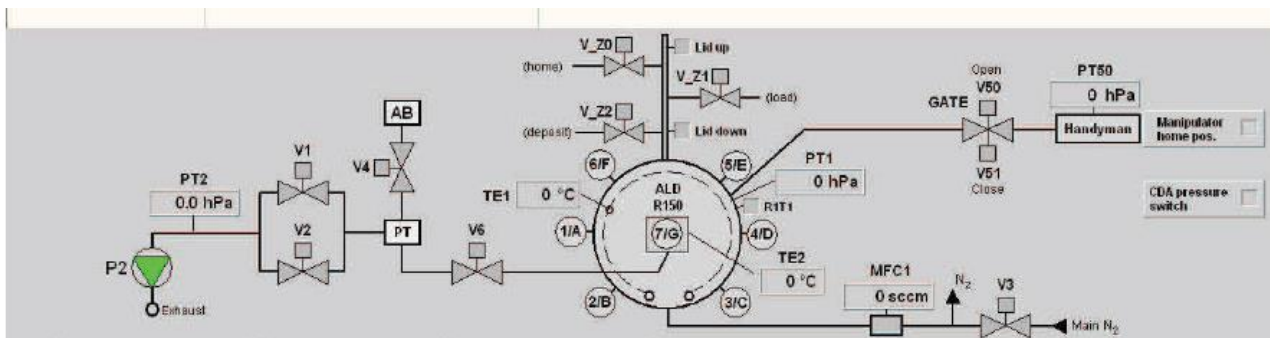 V_Z0
Lid up
(home)
V_Z1
(load)
V_Z2
(deposit)
Lid down
Open
V50
GATE
V51
Close
PT50
0 hPa
Handyman
Manipulator
home pos.
CDA pressure
switch
AB
V4
V1
V2
PT2
0.0 hPa
PT
V6
P2
Exhaust
TE1
0 °C
6/F
5/E
ALD
R150
1/A
7/G
4/D
2/B
3/C
PT1
0 hPa
R1T1
TE2
0 °C
MFC1
0 sccm
N2
V3
Main N2